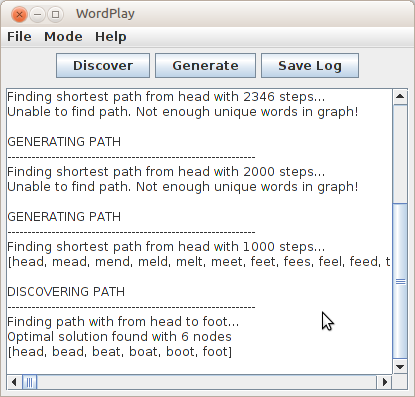 WordPlay
File Mode Help
Discover Generate Save Log
Finding shortest path from head with 2346 steps...
Unable to find path. Not enough unique words in graph!
GENERATING PATH
--------------------------------------------------------------
Finding shortest path from head with 2000 steps...
Unable to find path. Not enough unique words in graph!
GENERATING PATH
--------------------------------------------------------------
Finding shortest path from head with 1000 steps...
[head, mead, mend, meld, melt, meet, feet, fees, feel, feed, t
DISCOVERING PATH
--------------------------------------------------------------
Finding path with from head to foot...
Optimal solution found with 6 nodes
[head, bead, beat, boat, boot, foot]